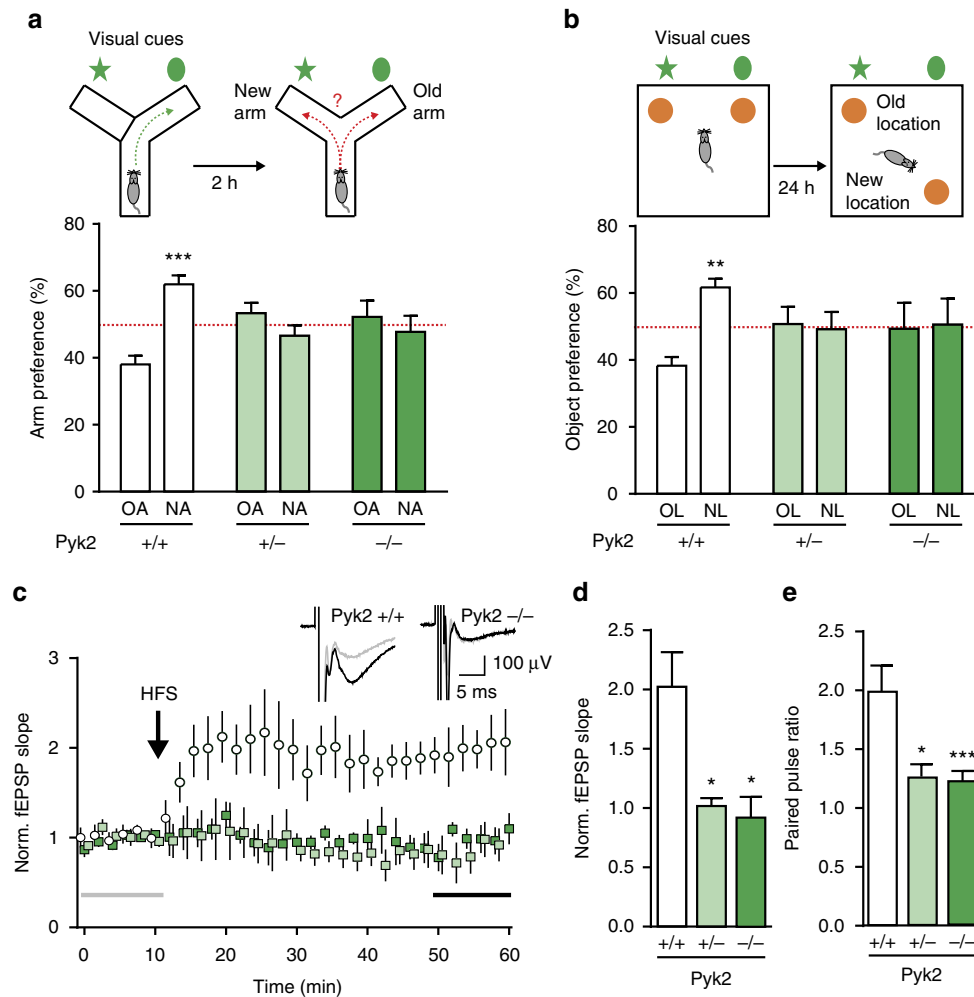 a
Visual cues
New arm
?
Old arm
2 h
80
60
40
20
0
Arm preference (%)
***
OA NA OA NA OA NA
Pyk2 +/+ +/– –/–
b
Visual cues
Old location
New location
24 h
80
60
40
20
0
Object preference (%)
**
OL NL OL NL OL NL
Pyk2 +/+ +/– –/–
c
Pyk2 +/+
Pyk2 –/–
100 µV
5 ms
HFS
3
2
1
0
Norm. fEPSP slope
0 10 20 30 40 50 60
Time (min)
d
2.5
2.0
1.5
1.0
0.5
0.0
Norm. fEPSP slope
* *
+/+ +/– –/–
Pyk2
e
2.5
2.0
1.5
1.0
0.5
0.0
Paired pulse ratio
* ***
+/+ +/– –/–
Pyk2